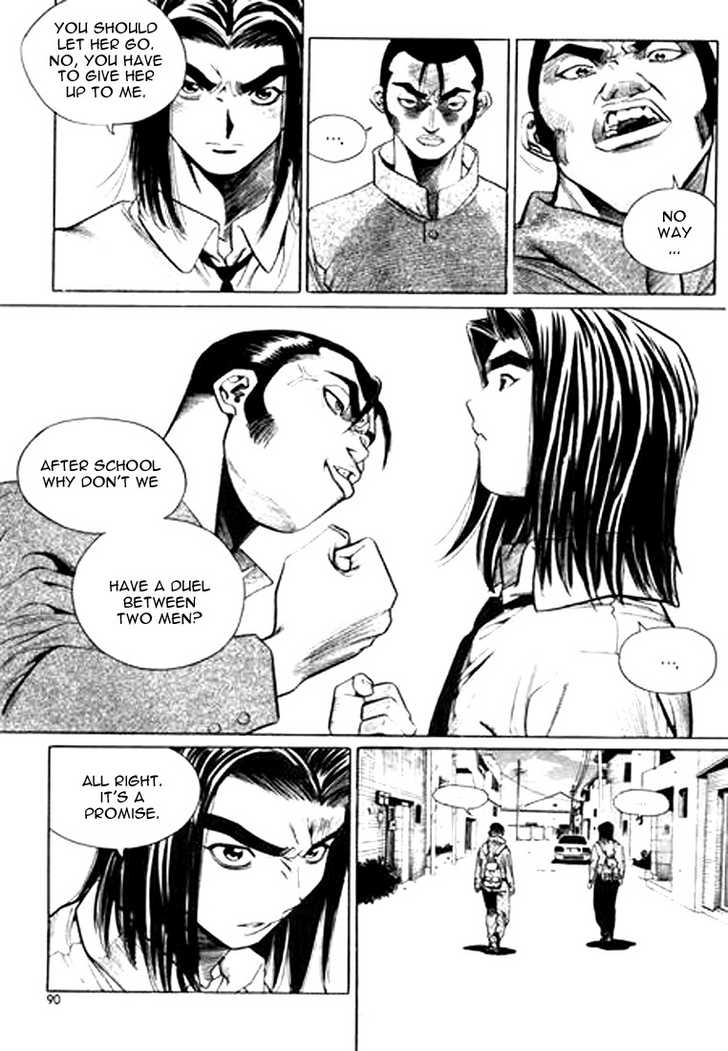 YOU SHOULD
LET HER GO.
NO, YOU HAVE
TO GIVE HER
UP TO ME.
...,
NO
WAY
...
AFTER SCHOOL
WHY DON'T WE
HAVE A DUEL
BETWEEN
TWO MEN?
...,
ALL RIGHT.
IT'S A
PROMISE.
......
......
90